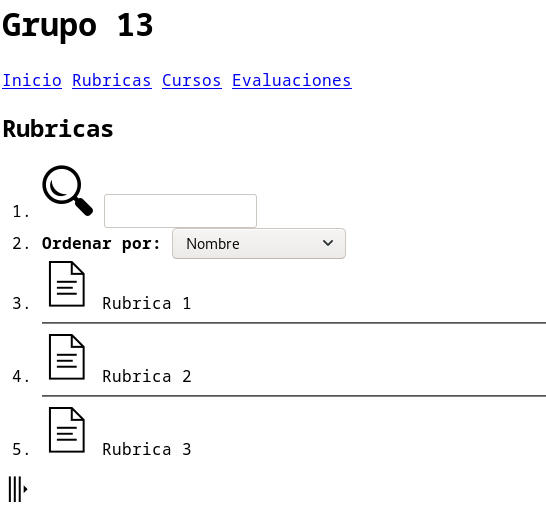 Grupo 13
Inicio Rubricas Cursos Evaluaciones
Rubricas
1.
2. Ordenar por: Nombre
3. Rubrica 1
4. Rubrica 2
5. Rubrica 3